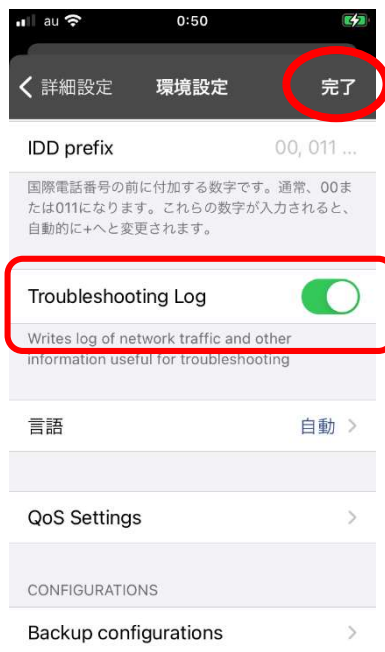 au 0:50
詳細設定 環境設定 完了
IDD prefix 00, 011 ...
国際電話番号の前に付加する数字です。通常、00ま
たは011になります。これらの数字が入力されると、
自動的に+へと変更されます。
Troubleshooting Log
Writes log of network traffic and other
information useful for troubleshooting
言語 自動
QoS Settings
CONFIGURATIONS
Backup configurations